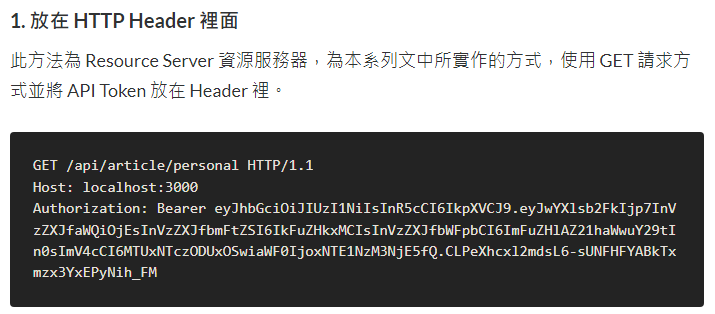 1. 放在 HTTP Header 裡面
此方法為 Resource Server 資源服務器，為本系列文中所實作的方式，使用 GET 請求方
式並將 API Token 放在 Header 裡。
GET /api/article/personal HTTP/1.1
Host: localhost:3000
Authorization: Bearer eyJhbGciOiJIUzI1NiIsInR5cCI6IkpXVCJ9.eyJwYXlsb2FkIjp7InV
zZXJfaWQiOjEsInVzZXJfbmFtZSI6IkFuZHkxMCIsInVzZXJfbWFpbCI6ImFuZHlAZ21haWwuY29tI
n0sImV4cCI6MTUxNTczODUxOSwiaWF0IjoxNTE1NzM3NjE5fQ.CLPeXhcxl2mdsL6-sUNFHFYABkTx
mzx3YxEPyNih_FM